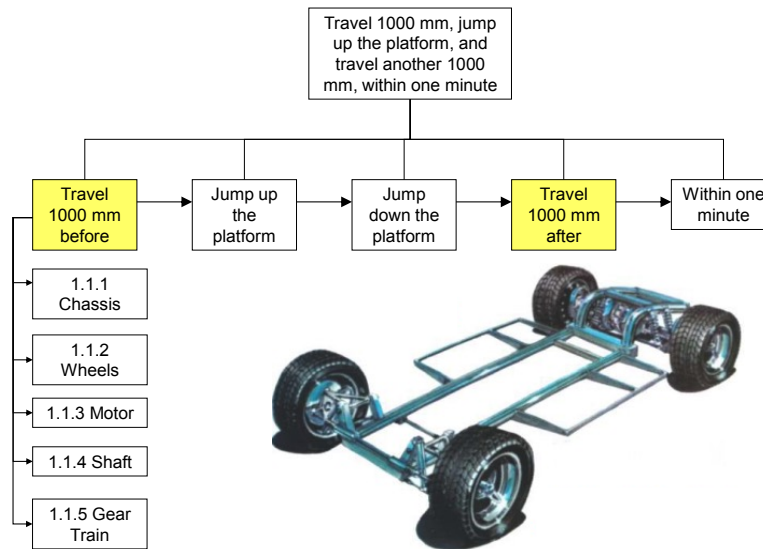 Travel 1000 mm, jump
up the platform, and
travel another 1000
mm, within one minute
Travel
1000 mm
before
Jump up
the
platform
Jump
down the
platform
Travel
1000 mm
after
Within one
minute
1.1.1
Chassis
1.1.2
Wheels
1.1.3 Motor
1.1.4 Shaft
1.1.5 Gear
Train